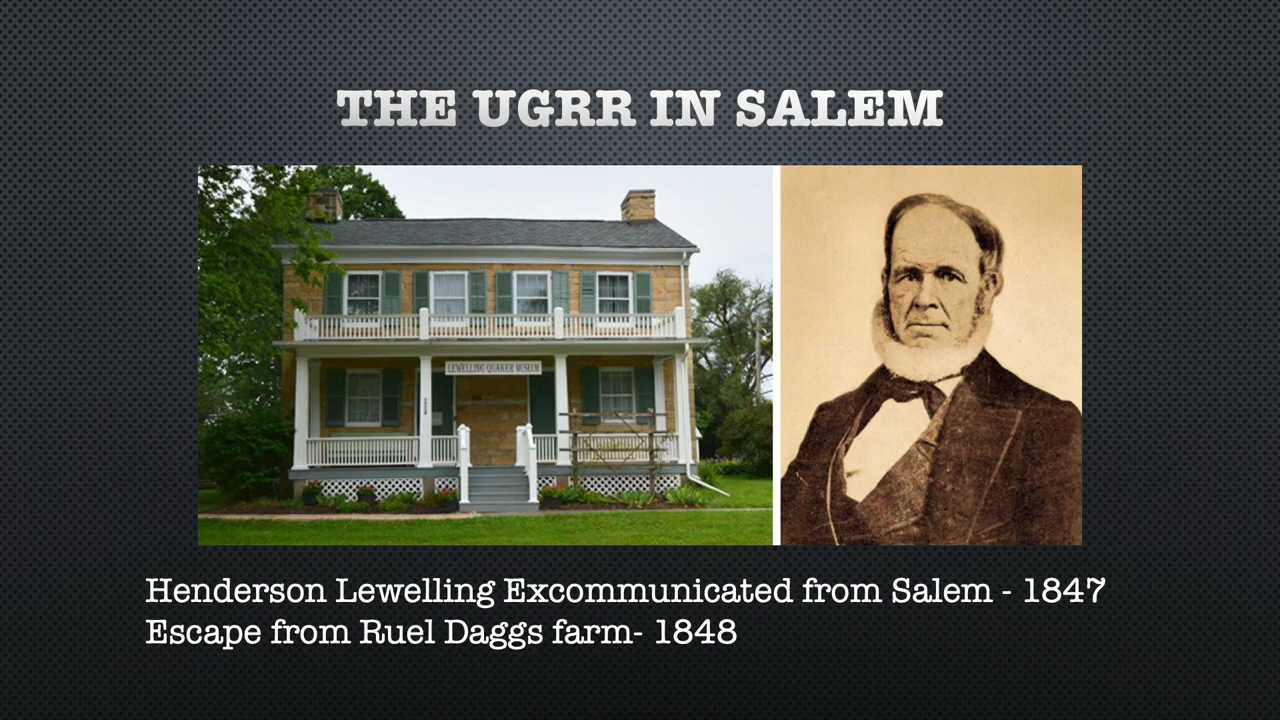 THE UGRR IN SALEM
LEWELLING QUAKER MUSEUM
Henderson Lewelling Excommunicated from Salem - 1847
Escape from Ruel Daggs farm- 1848